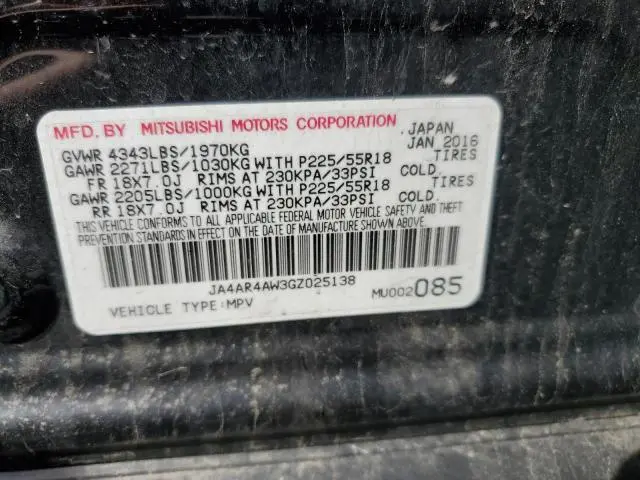 MFD. BY MITSUBISHI MOTORS CORPORATION JAPAN
GVWR 4343LBS/1970KG JAN 2016
GAWR 2271LBS/1030KG WITH P225/55R18 TIRES
FR 18X7.0J RIMS AT 230KPA/33PSI COLD.
GAWR 2205LBS/1000KG WITH P225/55R18 TIRES
RR 18X7.0J RIMS AT 230KPA/33PSI COLD.
THIS VEHICLE CONFORMS TO ALL APPLICABLE FEDERAL MOTOR VEHICLE SAFETY AND THEFT
PREVENTION STANDARDS IN EFFECT ON THE DATE OF MANUFACTURE SHOWN ABOVE.
JA4AR4AW3GZ025138
VEHICLE TYPE:MPV MU002085